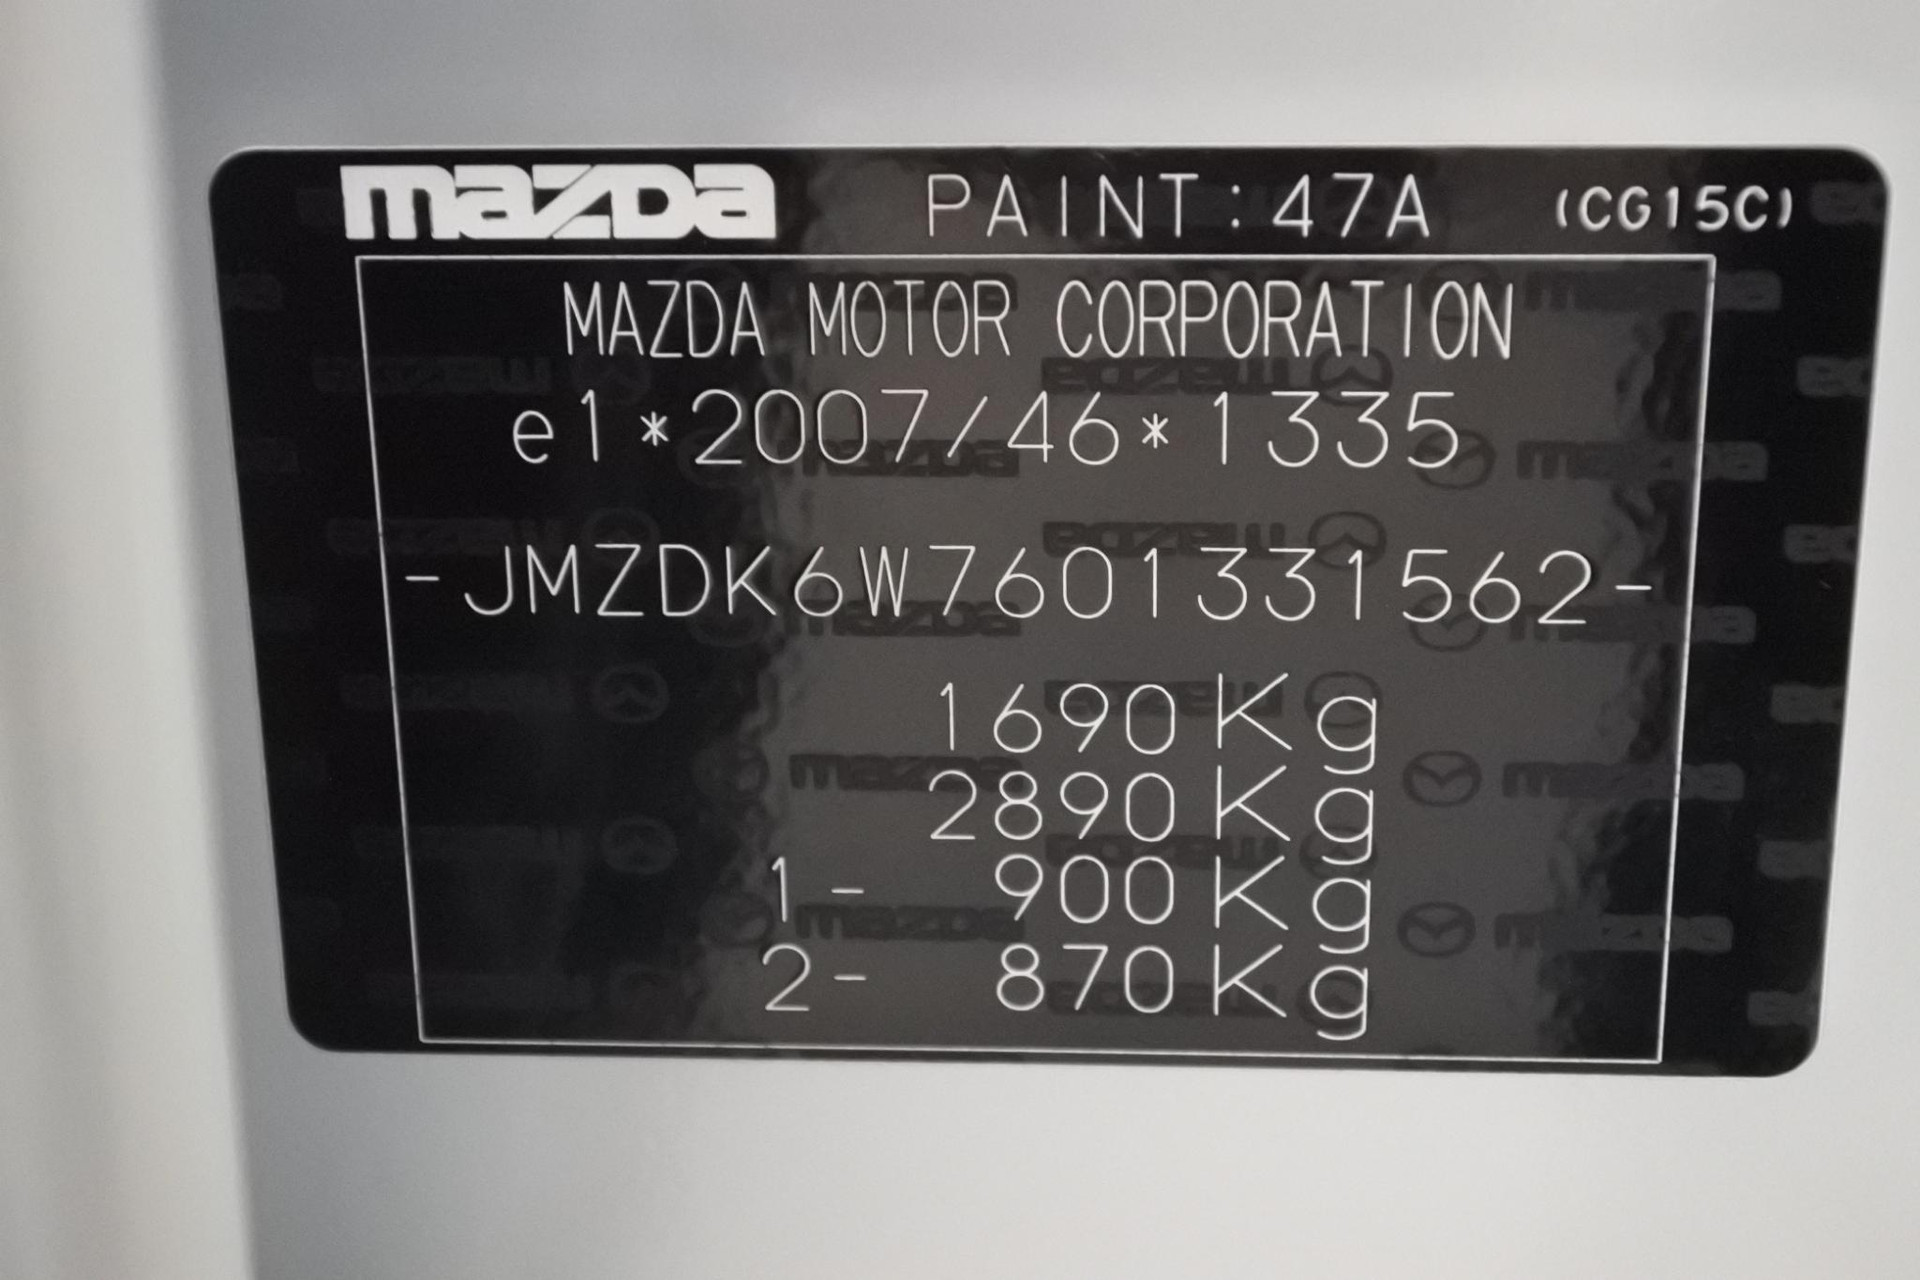 mazda PAINT:47A (CG15C)
MAZDA MOTOR CORPORATION
e1*2007/46*1335
-JMZDK6W7601331562-
1690Kg
2890Kg
1- 900Kg
2- 870Kg